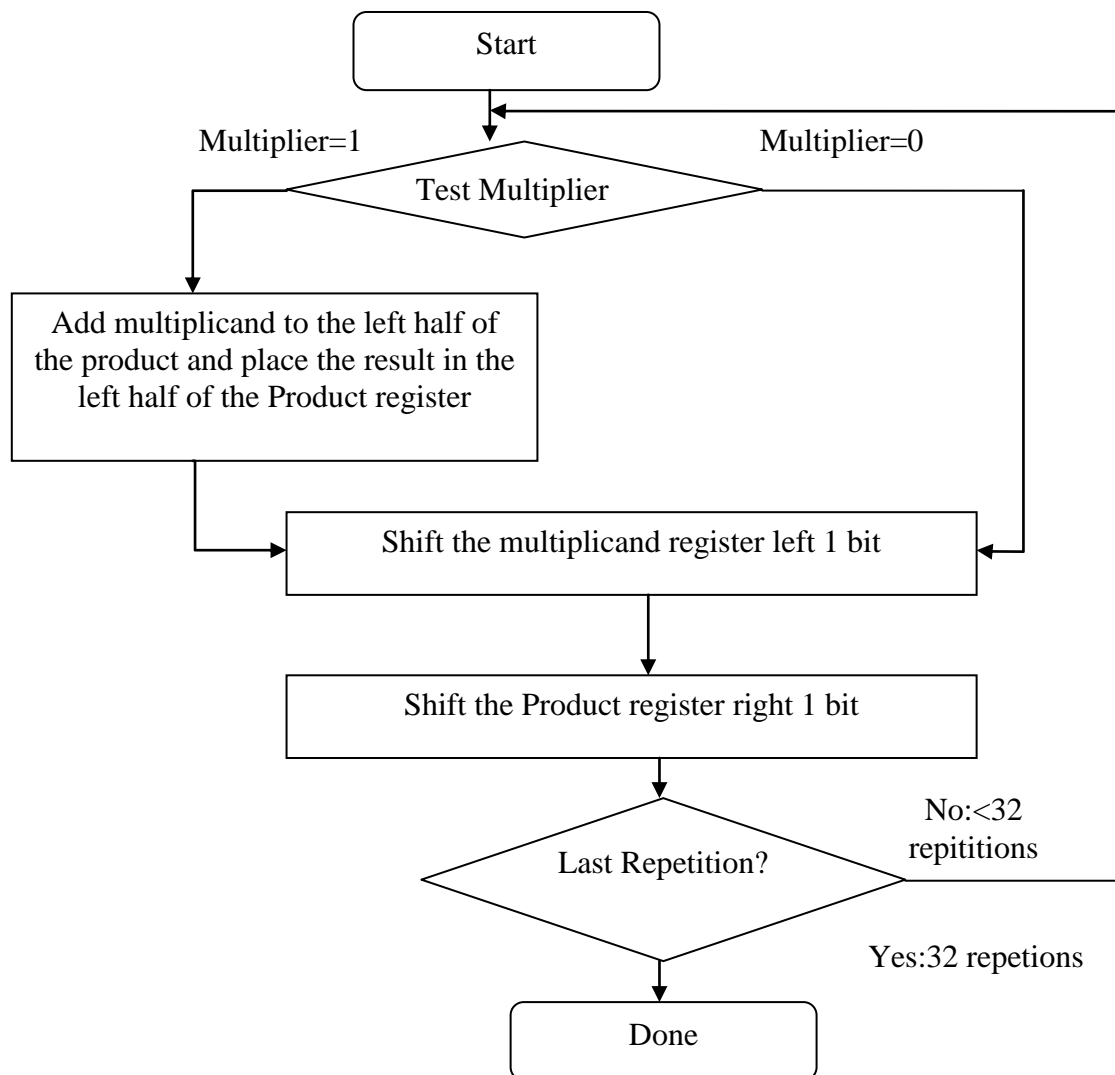 Start
Multiplier=1
Multiplier=0
Test Multiplier
Add multiplicand to the left half of
the product and place the result in the
left half of the Product register
Shift the multiplicand register left 1 bit
Shift the Product register right 1 bit
No:<32
repititions
Last Repetition?
Yes:32 repetions
Done